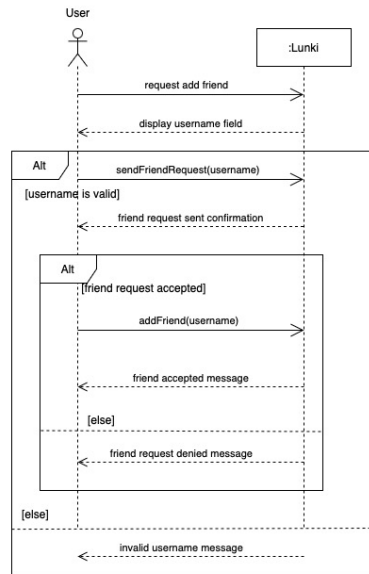 User
:Lunki
request add friend
display username field
Alt
sendFriendRequest(username)
[username is valid]
friend request sent confirmation
Alt
[friend request accepted]
addFriend(username)
friend accepted message
[else]
friend request denied message
[else]
invalid username message